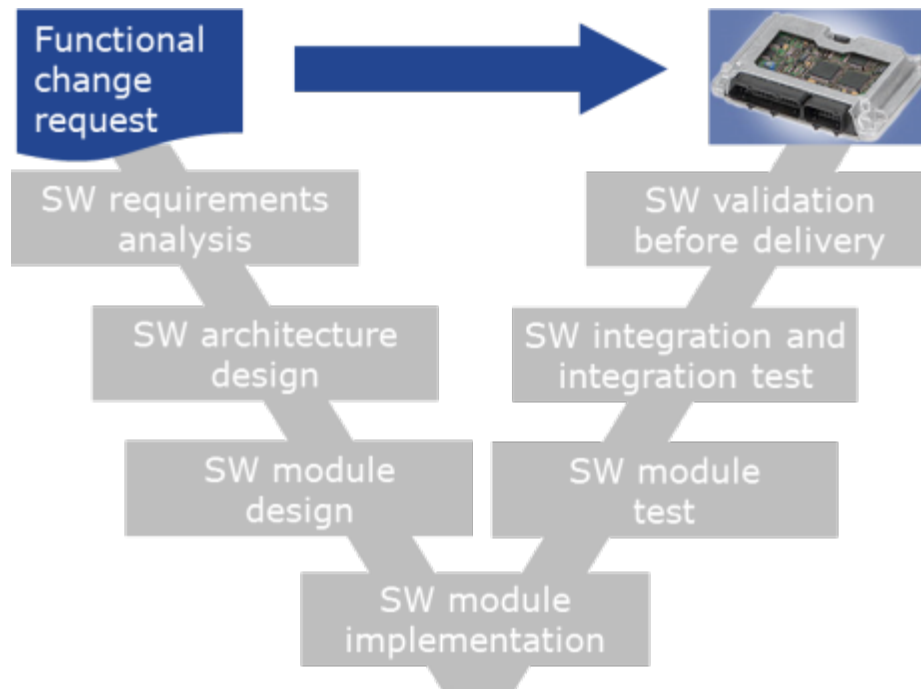 Functional
change
request
SW requirements
analysis
SW architecture
design
SW module
design
SW module
implementation
SW module
test
SW integration and
integration test
SW validation
before delivery